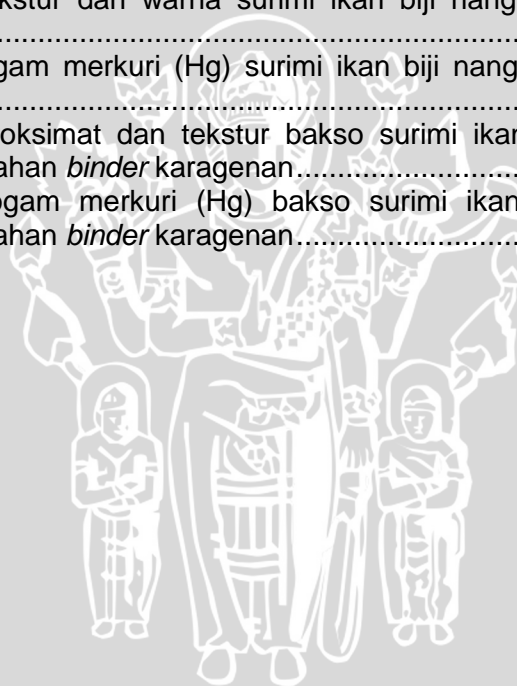 kstur dan warna surimi ikan biji nang
................................................................
gam merkuri (Hg) surimi ikan biji nang
................................................................
oksimat dan tekstur bakso surimi ikan
ahan binder karagenan..........................
ogam merkuri (Hg) bakso surimi ikan
ahan binder karagenan..........................